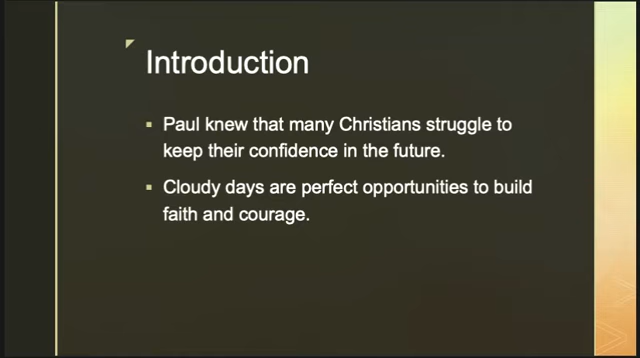 Introduction
▪ Paul knew that many Christians struggle to
keep their confidence in the future.
▪ Cloudy days are perfect opportunities to build
faith and courage.